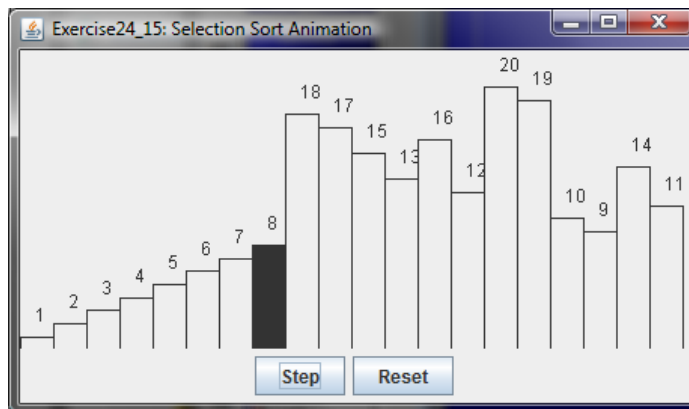 Exercise24_15: Selection Sort Animation
1 2 3 4 5 6 7 8 18 17 15 13 16 12 20 19 10 9 14 11
Step Reset